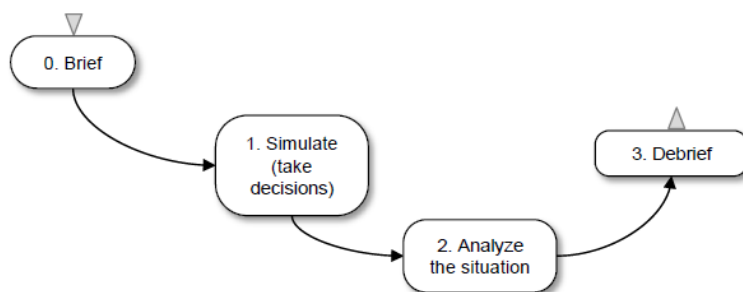 0. Brief
1. Simulate
(take
decisions)
3. Debrief
2. Analyze
the situation